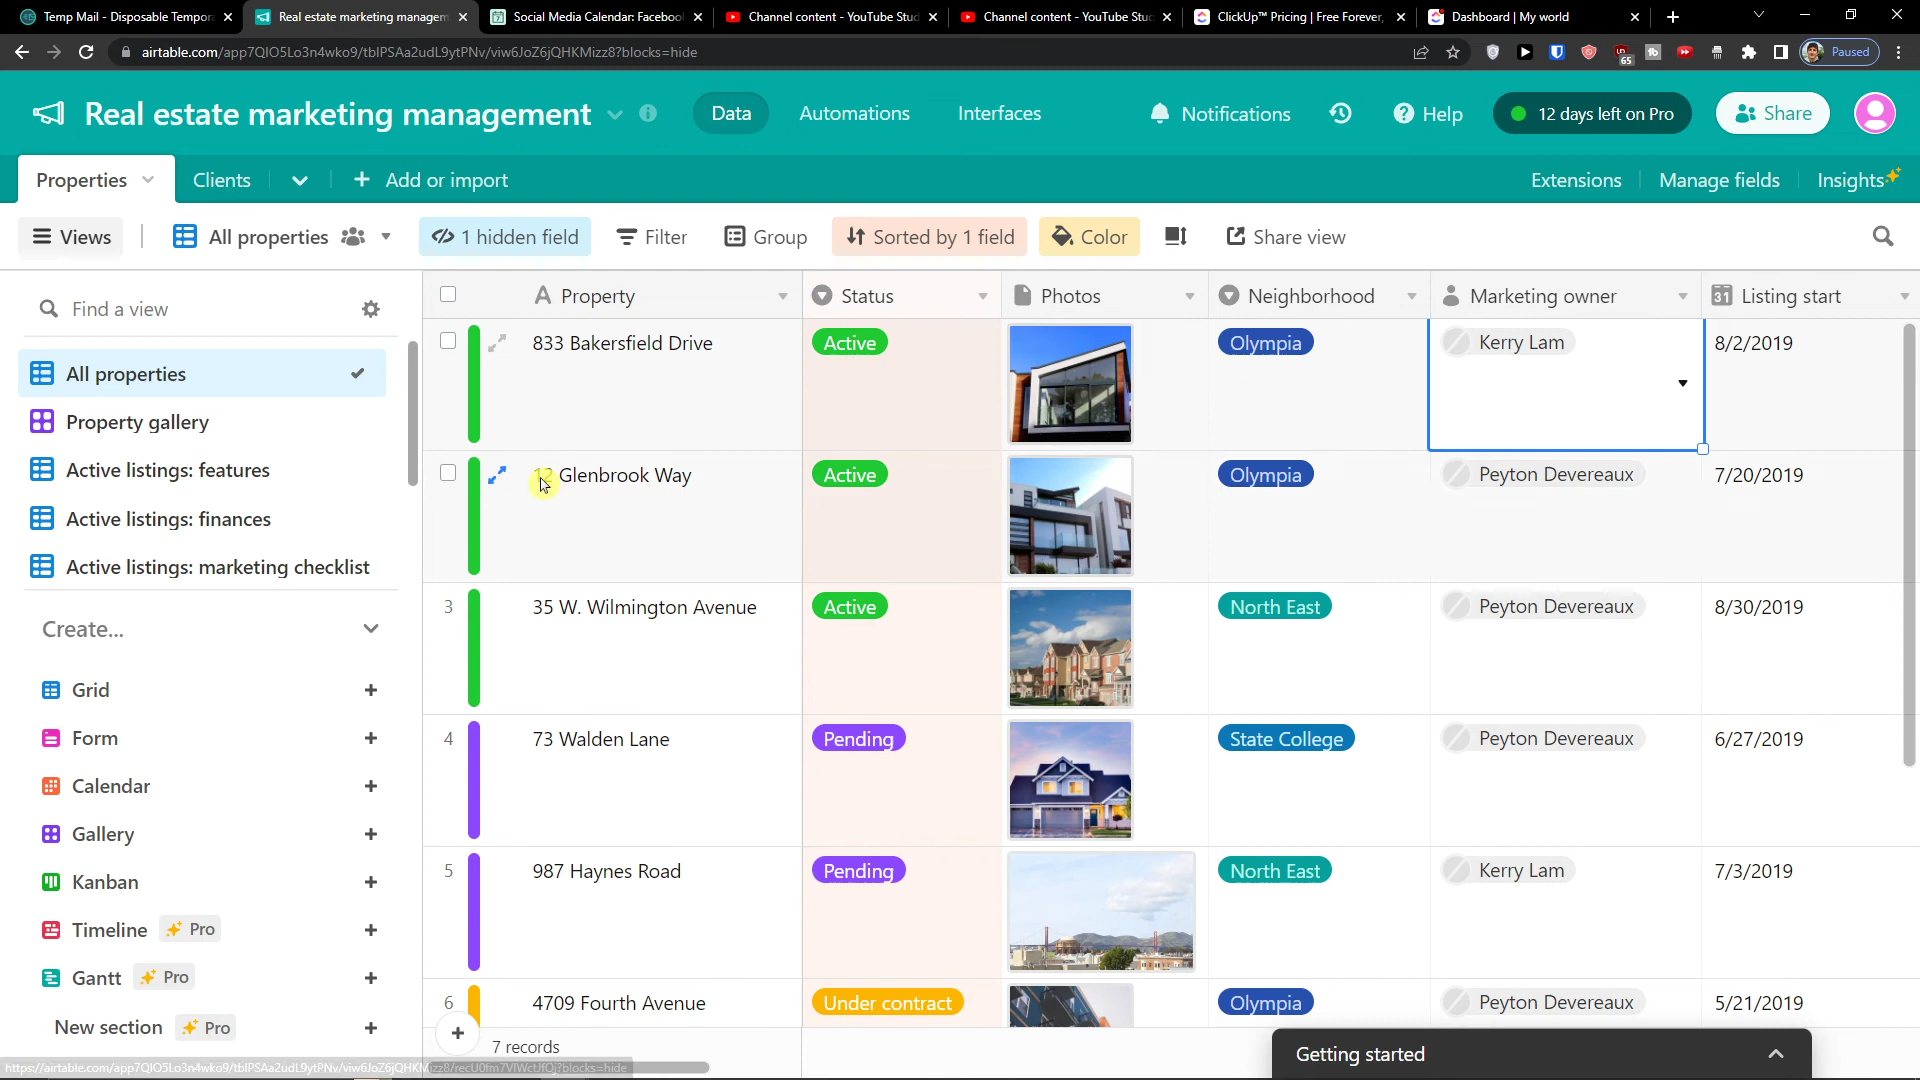 Temp Mail - Disposable Tempora
Real estate marketing managem
Social Media Calendar: Facebook
Channel content - YouTube Stud
Channel content - YouTube Stud
ClickUp™ Pricing | Free Forever,
Dashboard | My world
airtable.com/app7QIO5Lo3n4wko9/tblPSAa2udL9ytPNv/viw6JoZ6jQHKMizz8?blocks=hide
65
Paused
Real estate marketing management
Data
Automations
Interfaces
Notifications
Help
12 days left on Pro
Share
Properties
Clients
Add or import
Extensions
Manage fields
Insights
Views
All properties
1 hidden field
Filter
Group
Sorted by 1 field
Color
Share view
Find a view
All properties
Property gallery
Active listings: features
Active listings: finances
Active listings: marketing checklist
Create...
Grid
Form
Calendar
Gallery
Kanban
Timeline Pro
Gantt Pro
New section Pro
Property Status Photos Neighborhood Marketing owner 31 Listing start
833 Bakersfield Drive Active Olympia Kerry Lam 8/2/2019
12 Glenbrook Way Active Olympia Peyton Devereaux 7/20/2019
3 35 W. Wilmington Avenue Active North East Peyton Devereaux 8/30/2019
4 73 Walden Lane Pending State College Peyton Devereaux 6/27/2019
5 987 Haynes Road Pending North East Kerry Lam 7/3/2019
6 4709 Fourth Avenue Under contract Olympia Peyton Devereaux 5/21/2019
7 records
Getting started